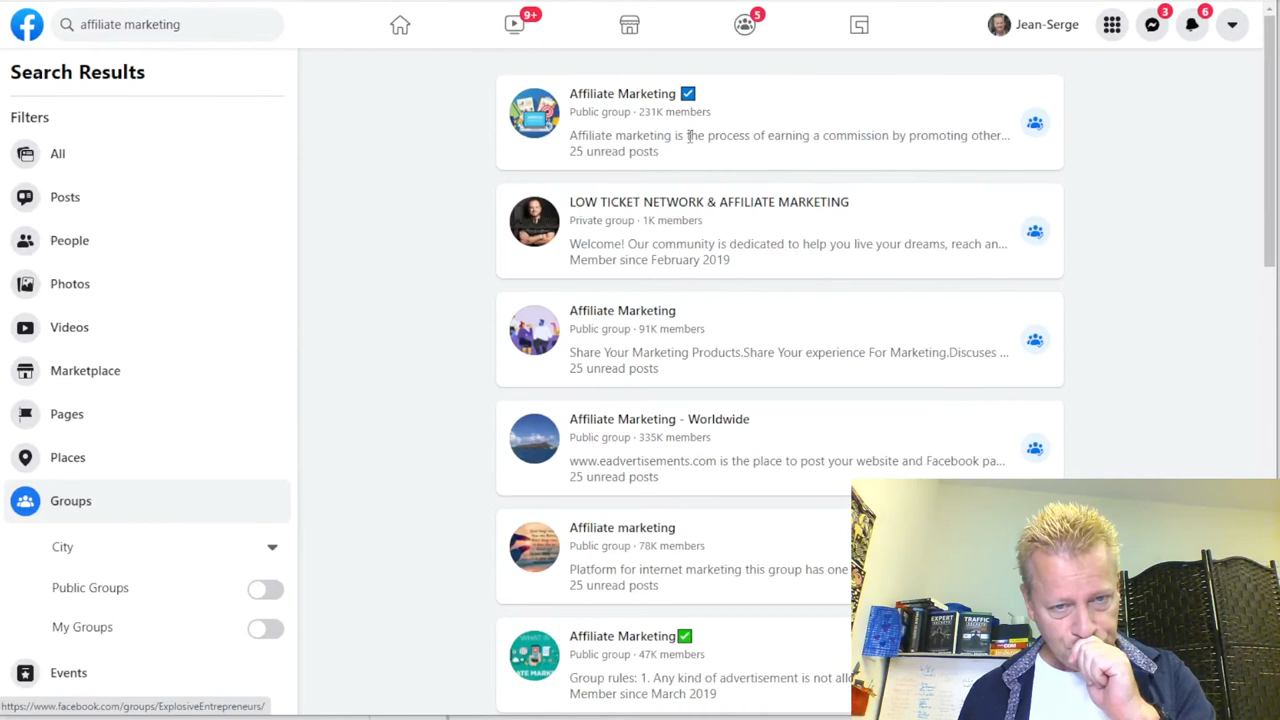 affiliate marketing
9+
5
Jean-Serge
3
6
Search Results
Filters
All
Posts
People
Photos
Videos
Marketplace
Pages
Places
Groups
City
Public Groups
My Groups
Events
https://www.facebook.com/groups/ExplosiveEntrepreneurs/
Affiliate Marketing
Public group · 231K members
Affiliate marketing is the process of earning a commission by promoting other...
25 unread posts
LOW TICKET NETWORK & AFFILIATE MARKETING
Private group · 1K members
Welcome! Our community is dedicated to help you live your dreams, reach an...
Member since February 2019
Affiliate Marketing
Public group · 91K members
Share Your Marketing Products.Share Your experience For Marketing.Discuses ...
25 unread posts
Affiliate Marketing - Worldwide
Public group · 335K members
www.eadvertisements.com is the place to post your website and Facebook pa...
25 unread posts
Affiliate marketing
Public group · 78K members
Platform for internet marketing this group has one
25 unread posts
Affiliate Marketing
Public group · 47K members
Group rules: 1. Any kind of advertisement is not all
Member since March 2019
WHAT IS
EXPERT
SECRETS
TRAFFIC
SECRETS